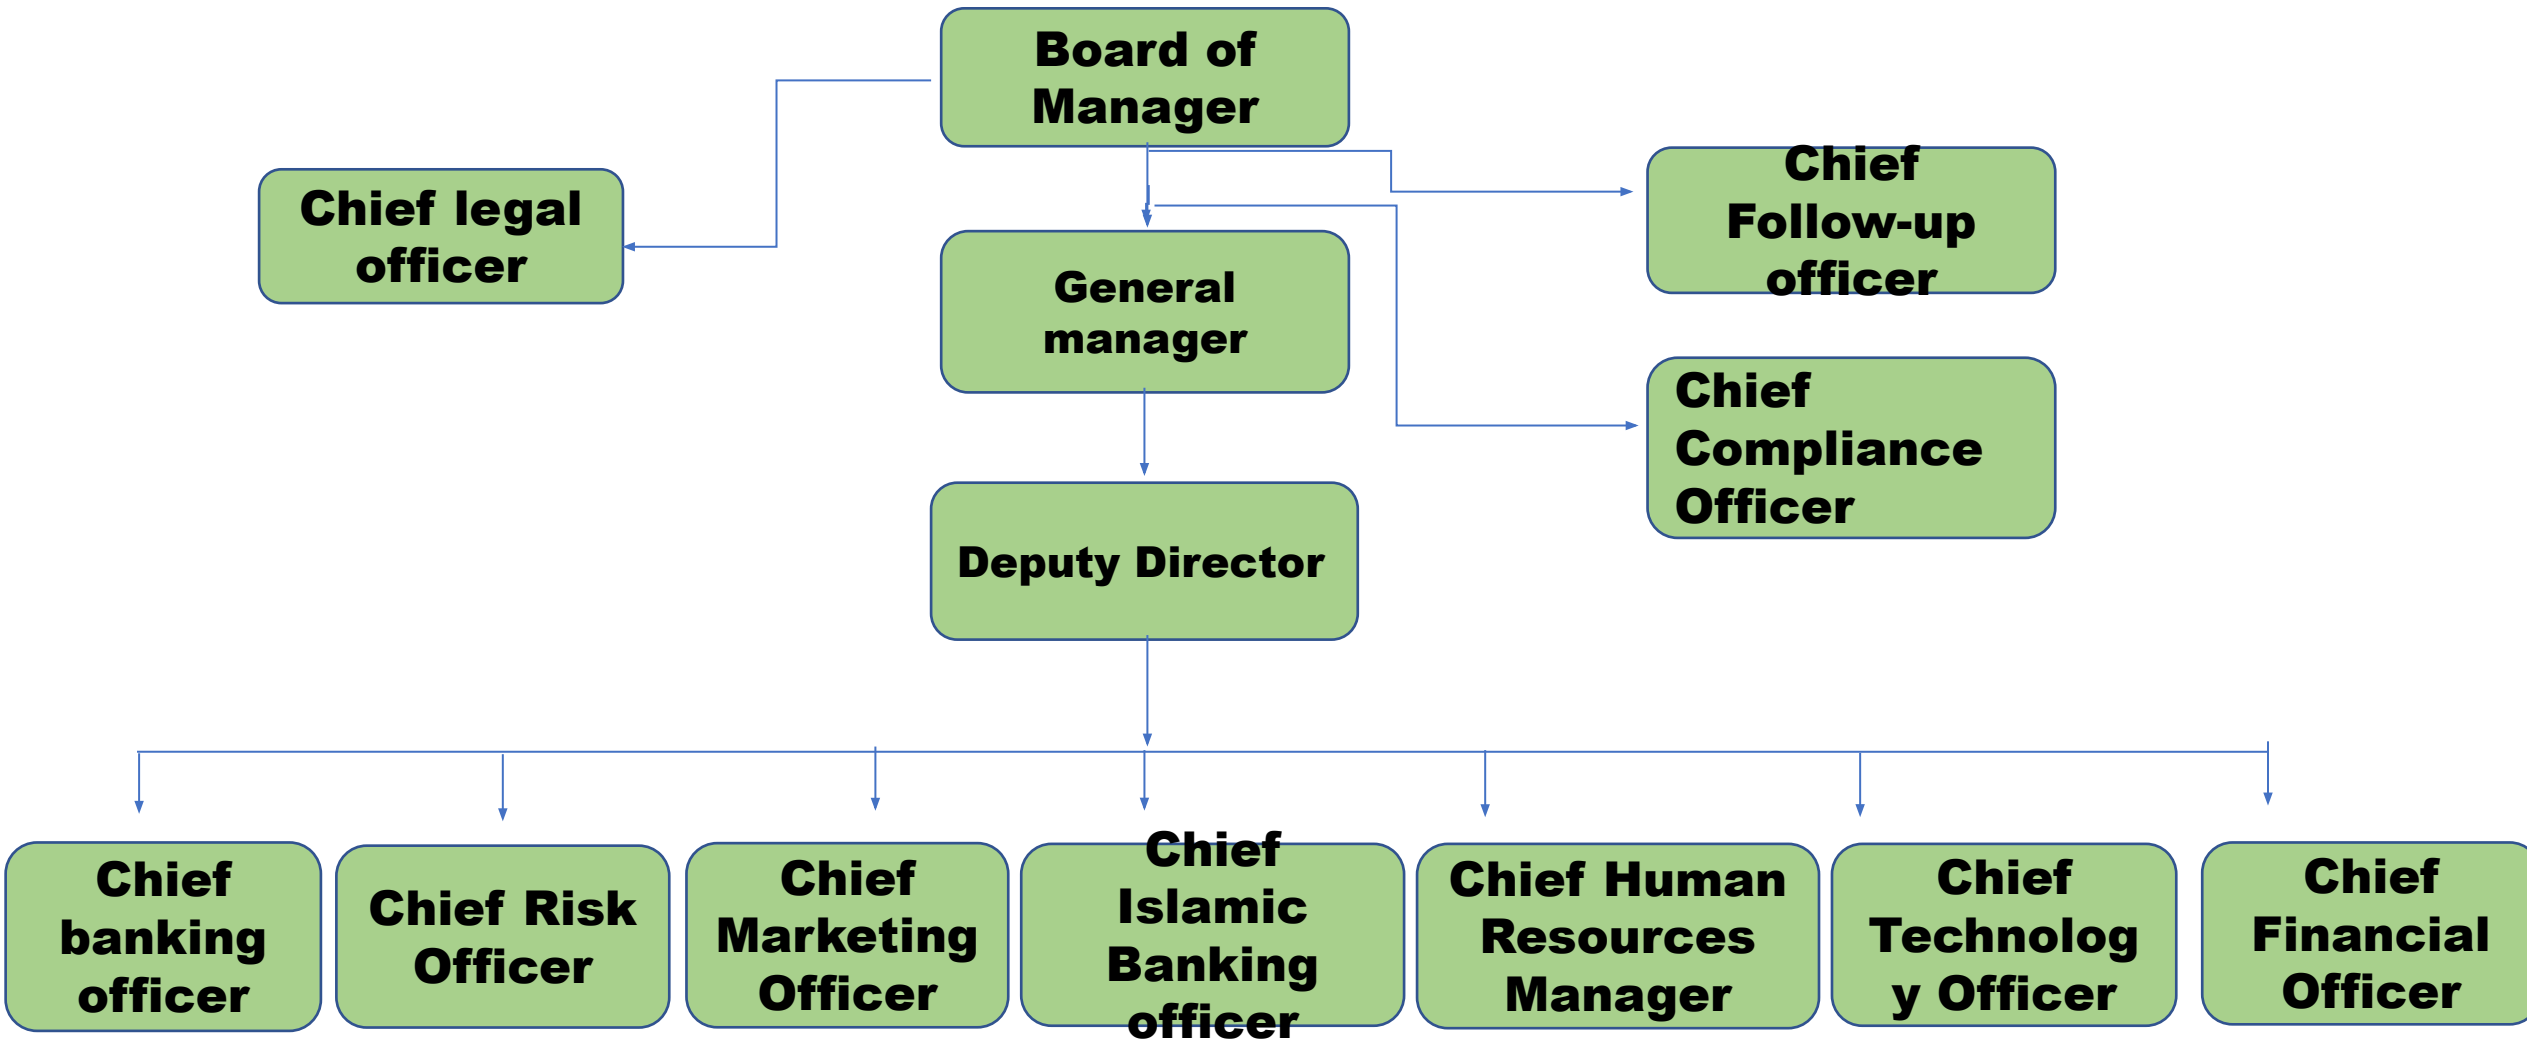 Board of
Manager
Chief legal
officer
Chief
Follow-up
officer
General
manager
Chief
Compliance
Officer
Deputy Director
Chief
banking
officer
Chief Risk
Officer
Chief
Marketing
Officer
Chief
Islamic
Banking
officer
Chief Human
Resources
Manager
Chief
Technolog
y Officer
Chief
Financial
Officer